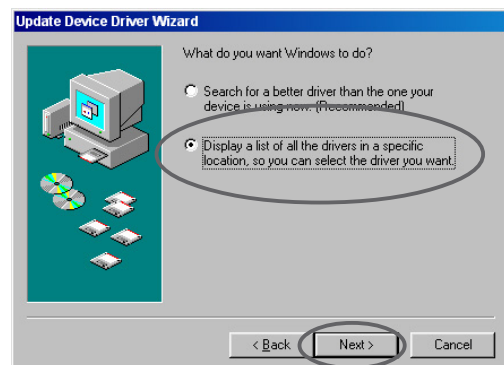 Update Device Driver Wizard
What do you want Windows to do?
Search for a better driver than the one your
device is using now. (Recommended)
Display a list of all the drivers in a specific
location, so you can select the driver you want.
< Back
Next >
Cancel